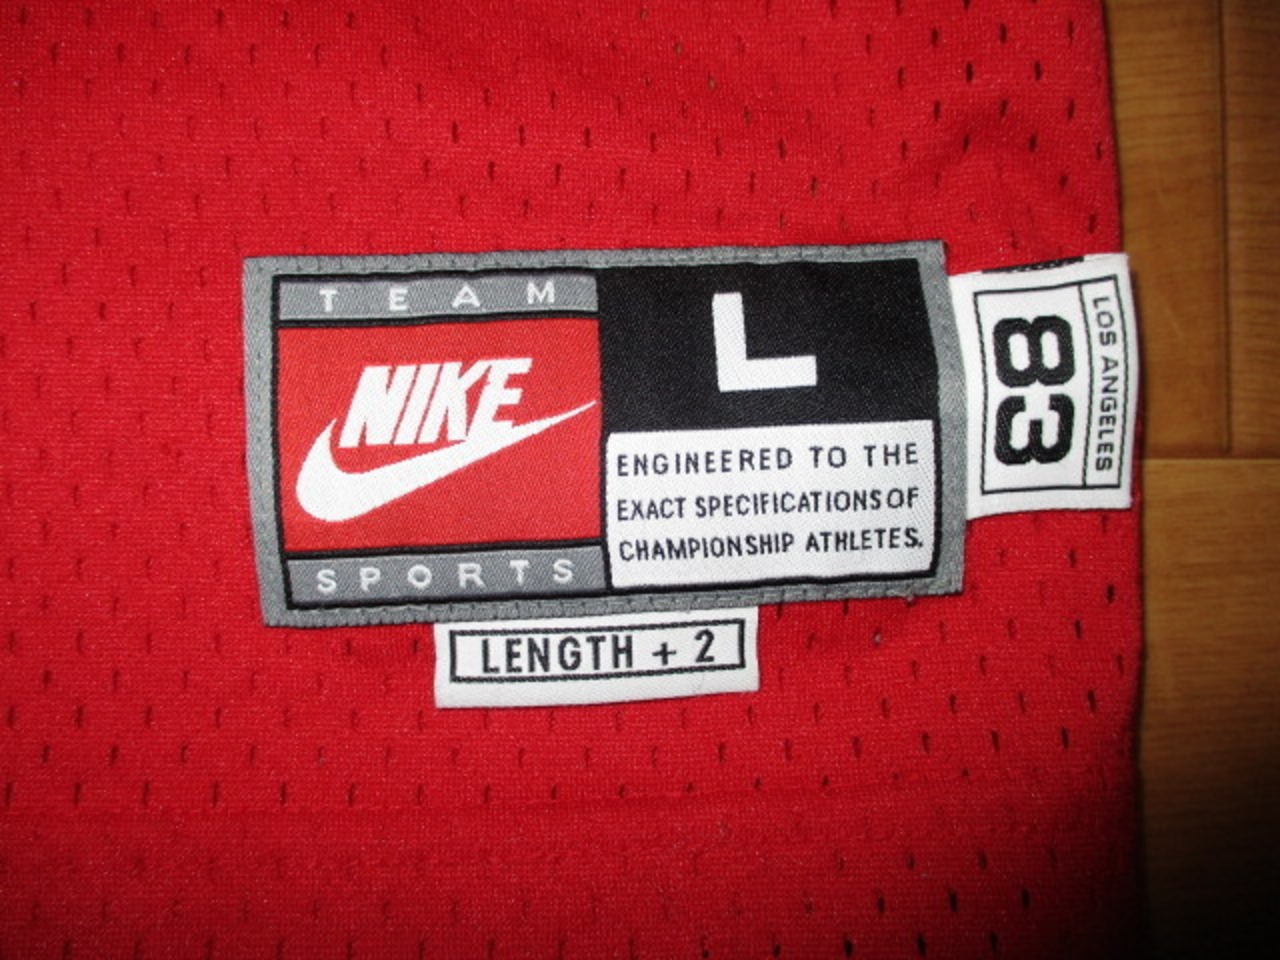 TEAM
NIKE
SPORTS
L
ENGINEERED TO THE
EXACT SPECIFICATIONS OF
CHAMPIONSHIP ATHLETES.
LENGTH + 2
LOS ANGELES
83